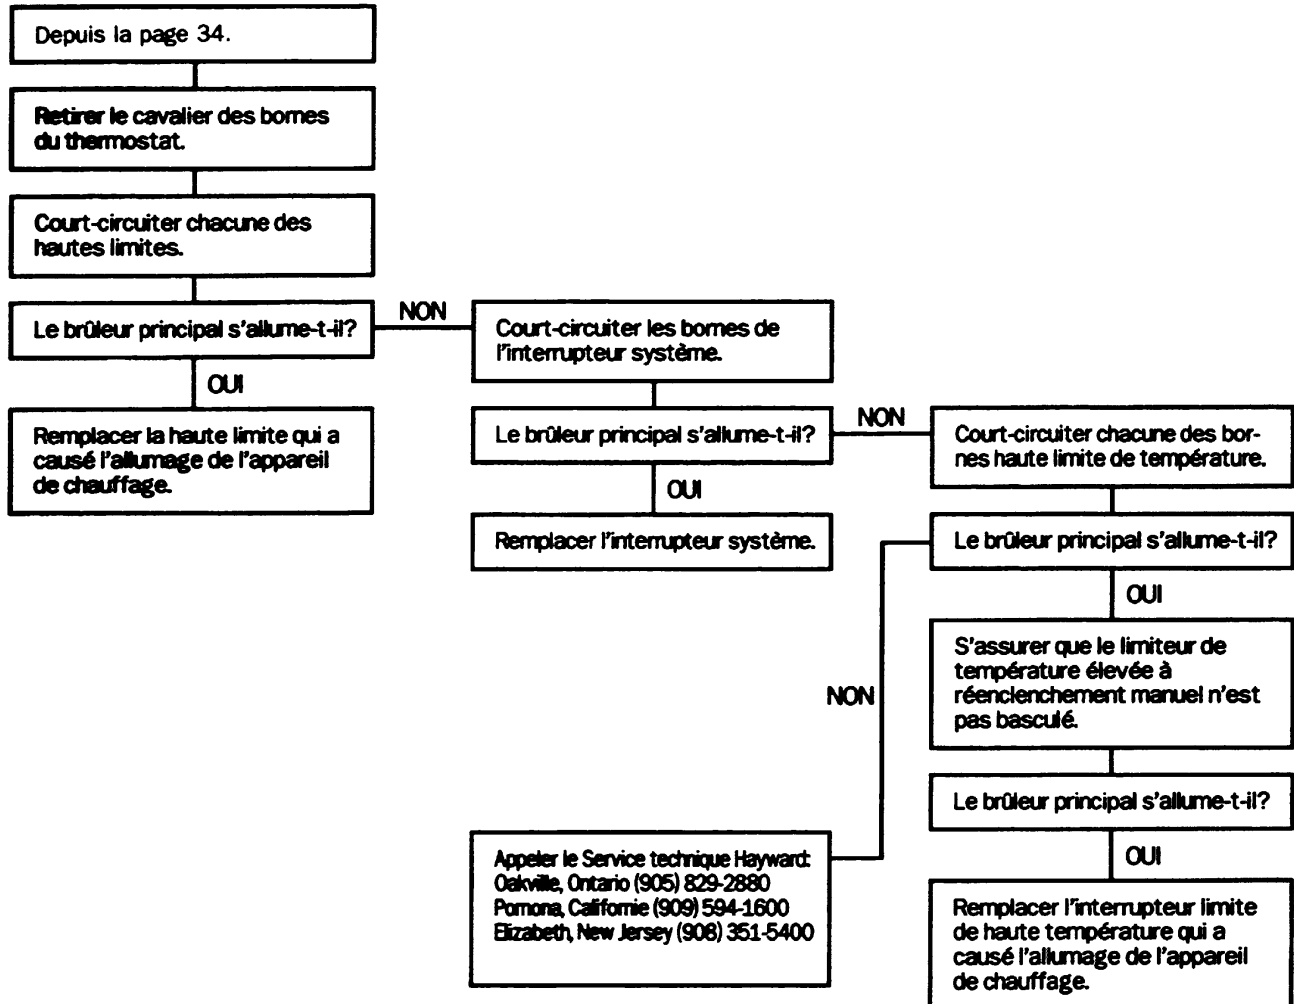 Depuis la page 34.
Retirer le cavalier des bornes
du thermostat.
Court-circuiter chacune des
hautes limites.
Le brûleur principal s'allume-t-il?
NON
OUI
Remplacer la haute limite qui a
causé l'allumage de l'appareil
de chauffage.
Court-circuiter les bornes de
l'interrupteur système.
Le brûleur principal s'allume-t-il?
NON
OUI
Remplacer l'interrupteur système.
Court-circuiter chacune des bor-
nes haute limite de température.
Le brûleur principal s'allume-t-il?
OUI
NON
S'assurer que le limiteur de
température élevée à
réenclenchement manuel n'est
pas basculé.
Le brûleur principal s'allume-t-il?
OUI
Remplacer l'interrupteur limite
de haute température qui a
causé l'allumage de l'appareil
de chauffage.
Appeler le Service technique Hayward:
Oakville, Ontario (905) 829-2880
Pomona, Californie (909) 594-1600
Elizabeth, New Jersey (908) 351-5400